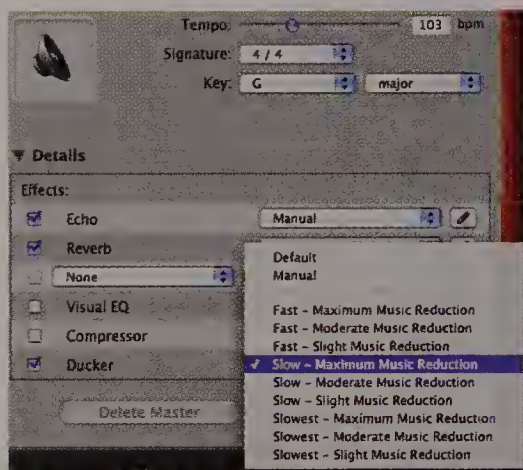 Tempo: 103 bpm
Signature: 4 / 4
Key: G major
Details
Effects:
Echo Manual
Reverb
None
Visual EQ
Compressor
Ducker
Delete Master
Default
Manual
Fast – Maximum Music Reduction
Fast – Moderate Music Reduction
Fast – Slight Music Reduction
Slow – Maximum Music Reduction
Slow – Moderate Music Reduction
Slow – Slight Music Reduction
Slowest – Maximum Music Reduction
Slowest – Moderate Music Reduction
Slowest – Slight Music Reduction